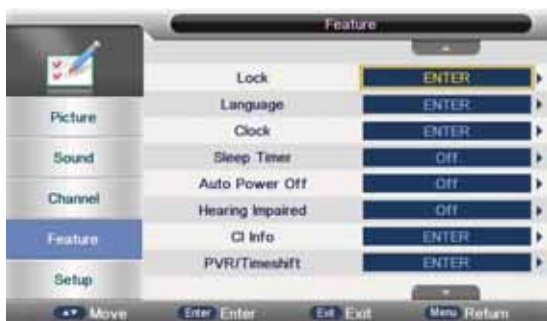 Feature
Lock ENTER
Language ENTER
Picture
Clock ENTER
Sound
Sleep Timer Off
Auto Power Off Off
Channel
Hearing Impaired Off
Feature
CI Info ENTER
PVR/Timeshift ENTER
Setup
Move Enter Enter Exit Exit Menu Return